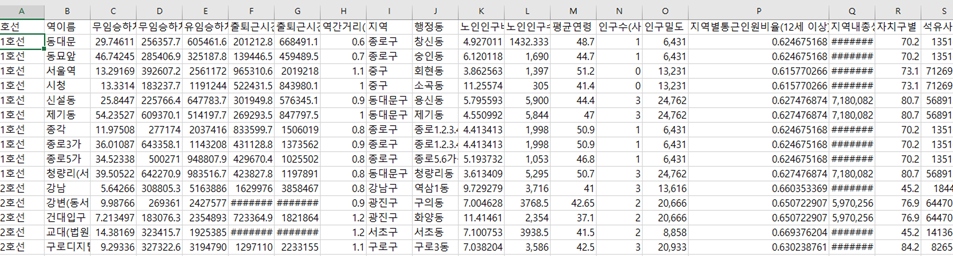 A B C D E F G H I J K L M N O P Q R S
호선 역이름 무임승하차 무임승하차 유임승하차 출퇴근시간 출퇴근시간 역간거리( 지역 행정동 노인인구비 노인인구수 평균연령 인구수(사 인구밀도 지역별통근인원비율(12세 이상) 지역내총생 자치구별 석유사
1호선 동대문 29.74611 256357.7 605461.6 201212.8 668491.1 0.6 종로구 창신동 4.927011 1432.333 48.7 1 6,431 0.624675168 ####### 70.2 1351
1호선 동묘앞 46.74245 285406.9 325187.8 139446.5 459489.5 0.7 종로구 숭인동 6.120118 1,690 44.7 1 6,431 0.624675168 ####### 70.2 1351
1호선 서울역 13.29169 392607.2 2561172 965310.6 2019218 1.1 중구 회현동 3.862563 1,397 51.2 0 13,231 0.615770266 ####### 73.1 71269
1호선 시청 13.3314 183237.7 1191244 522431.5 843980.1 1 중구 소공동 11.25574 305 41.4 0 13,231 0.615770266 ####### 73.1 71269
1호선 신설동 25.8447 225766.4 647783.7 301949.8 576345.1 0.9 동대문구 용신동 5.795593 5,900 44.4 3 24,762 0.627476874 7,180,082 80.7 56891
1호선 제기동 54.23527 609370.1 514197.7 269293.5 847797.5 1 동대문구 제기동 4.550992 5,844 47 3 24,762 0.627476874 7,180,082 80.7 56891
1호선 종각 11.97508 277174 2037416 833599.7 1506019 0.8 종로구 종로1.2.3.4 4.413413 1,998 50.9 1 6,431 0.624675168 ####### 70.2 1351
1호선 종로3가 36.01087 643358.1 1143208 431128.8 1373562 0.9 종로구 종로1.2.3.4 4.413413 1,998 50.9 1 6,431 0.624675168 ####### 70.2 1351
1호선 종로5가 34.52338 500271 948807.9 429670.4 1025502 0.8 종로구 종로5.6가 5.193732 1,053 46.8 1 6,431 0.624675168 ####### 70.2 1351
1호선 청량리(서 39.50522 642270.9 983516.7 423827.8 1197891 0.8 동대문구 청량리동 3.613409 5,295 50.7 3 24,762 0.627476874 7,180,082 80.7 56891
2호선 강남 5.64266 308805.3 5163886 1629976 3858467 0.8 강남구 역삼1동 9.729279 3,716 41 3 13,616 0.660353369 ####### 45.2 1844
2호선 강변(동서 9.98766 269361 2427577 ####### ####### 0.9 광진구 구의동 7.004628 3768.5 42.65 2 20,666 0.650722907 5,970,256 76.9 64470
2호선 건대입구 7.213497 183076.3 2354893 723364.9 1821864 1.2 광진구 화양동 11.41461 2,354 37.1 2 20,666 0.650722907 5,970,256 76.9 64470
2호선 교대(법원 14.38169 323415.7 1925385 ####### ####### 1.2 서초구 서초동 7.100753 3938.5 41.5 2 8,858 0.669376204 ####### 45.2 14136
2호선 구로디지털 9.29336 327322.6 3194790 1297110 2233155 1.1 구로구 구로3동 7.038204 3,586 42.5 3 20,933 0.630238761 ####### 84.2 8265